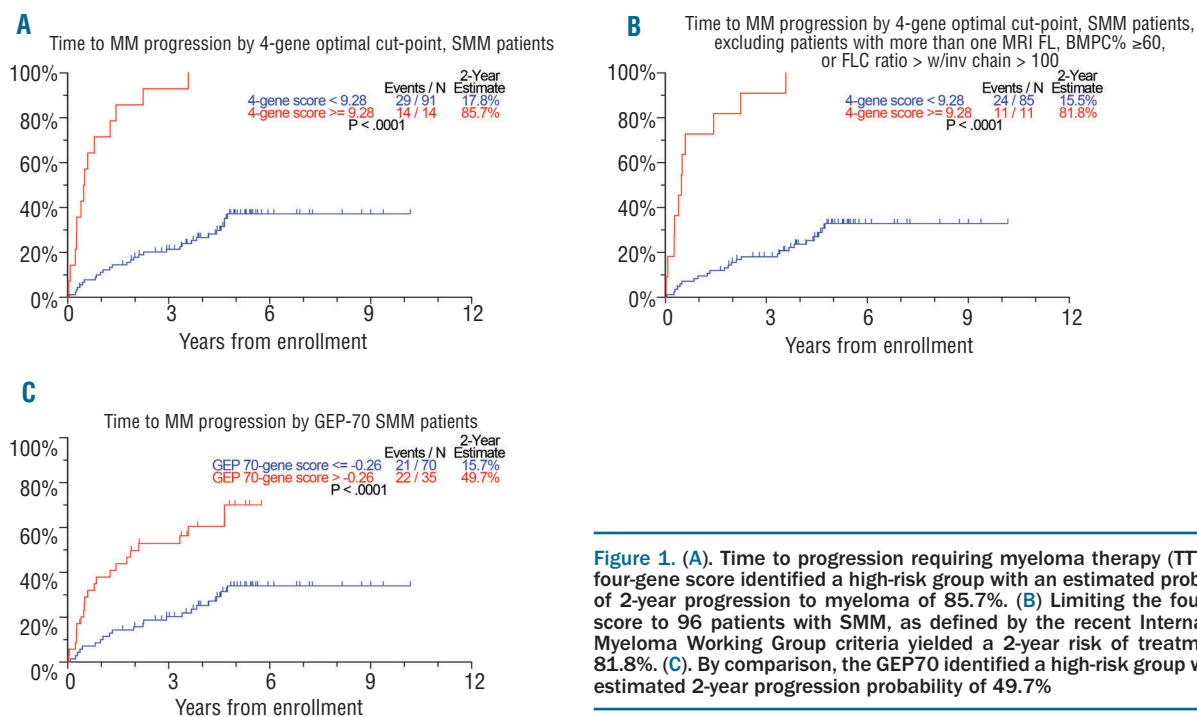 A
Time to MM progression by 4-gene optimal cut-point, SMM patients
100%
80%
60%
40%
20%
0%
2-Year
Events / N Estimate
4-gene score < 9.28 29 / 91 17.8%
4-gene score >= 9.28 14 / 14 85.7%
P < .0001
0 3 6 9 12
Years from enrollment
B
Time to MM progression by 4-gene optimal cut-point, SMM patients,
excluding patients with more than one MRI FL, BMPC% ≥60,
or FLC ratio > w/inv chain > 100
100%
80%
60%
40%
20%
0%
2-Year
Events / N Estimate
4-gene score < 9.28 24 / 85 15.5%
4-gene score >= 9.28 11 / 11 81.8%
P < .0001
0 3 6 9 12
Years from enrollment
C
Time to MM progression by GEP-70 SMM patients
100%
80%
60%
40%
20%
0%
2-Year
Events / N Estimate
GEP 70-gene score <= -0.26 21 / 70 15.7%
GEP 70-gene score > -0.26 22 / 35 49.7%
P < .0001
0 3 6 9 12
Years from enrollment
Figure 1. (A). Time to progression requiring myeloma therapy (TTT
four-gene score identified a high-risk group with an estimated prob
of 2-year progression to myeloma of 85.7%. (B) Limiting the fou
score to 96 patients with SMM, as defined by the recent Interna
Myeloma Working Group criteria yielded a 2-year risk of treatm
81.8%. (C). By comparison, the GEP70 identified a high-risk group w
estimated 2-year progression probability of 49.7%